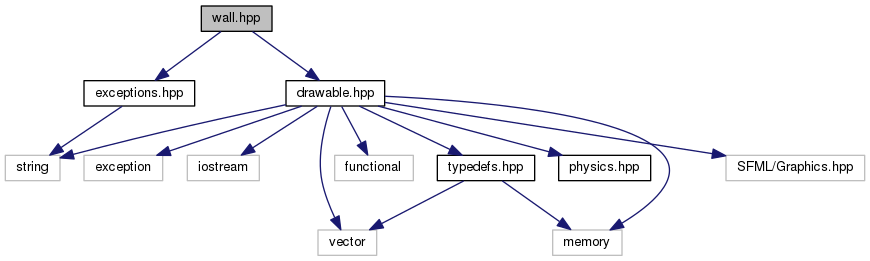 wall.hpp
exceptions.hpp
drawable.hpp
string
exception
iostream
functional
typedefs.hpp
physics.hpp
SFML/Graphics.hpp
vector
memory